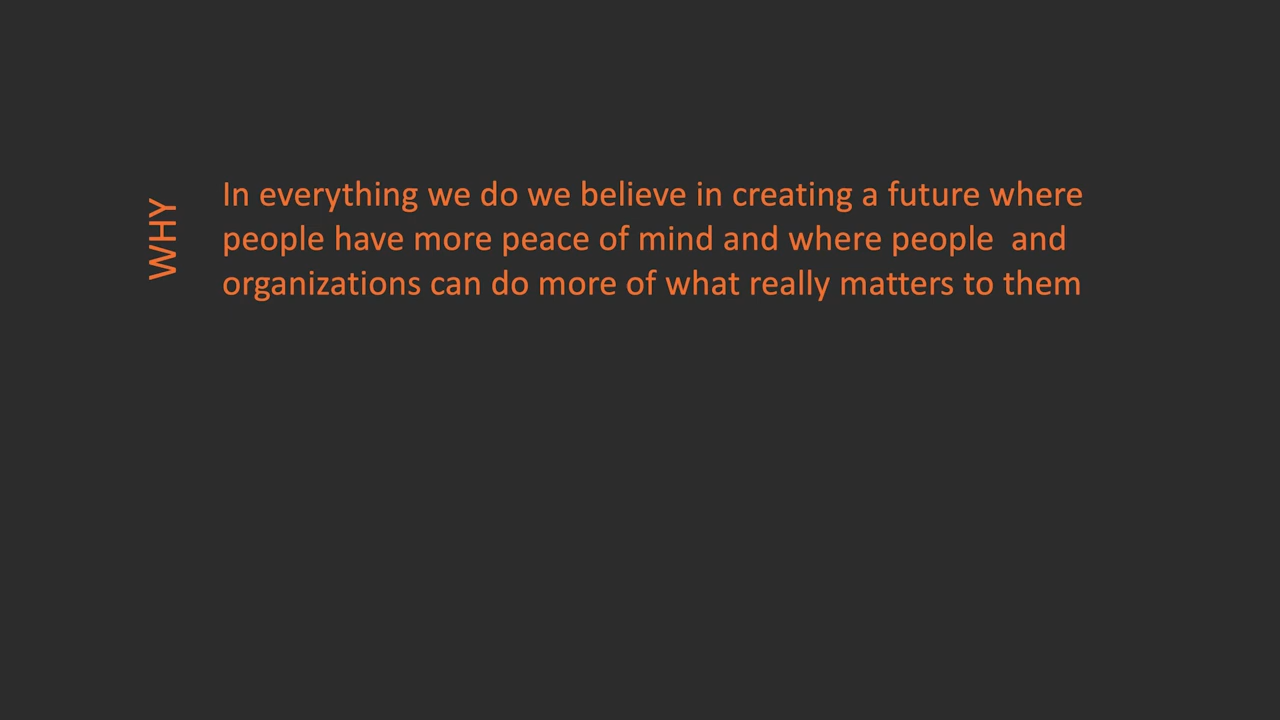 WHY
In everything we do we believe in creating a future where
people have more peace of mind and where people  and
organizations can do more of what really matters to them